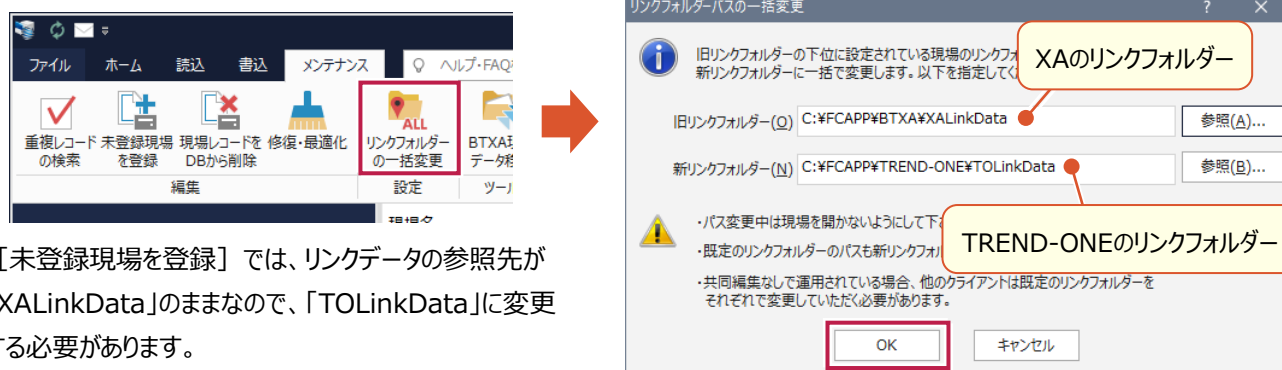 ファイル ホーム 読込 書込 メンテナンス ヘルプ・FAQ
重複レコード
の検索
未登録現場
を登録
現場レコードを
DBから削除
修復・最適化
ALL
リンクフォルダー
の一括変更
BTXA
データ
編集 設定 ツール
現場名
[未登録現場を登録] では、リンクデータの参照先が
XALinkData」のままなので、「TOLinkData」に変更
する必要があります。
リンクフォルダーパスの一括変更 ? ×
旧リンクフォルダーの下位に設定されている現場のリンクフォ
新リンクフォルダーに一括で変更します。以下を指定してく
XAのリンクフォルダー
旧リンクフォルダー(O) C:¥FCAPP¥BTXA¥XALinkData 参照(A)...
新リンクフォルダー(N) C:¥FCAPP¥TREND-ONE¥TOLinkData 参照(B)...
・パス変更中は現場を開かないようにして下
・既定のリンクフォルダーのパスも新リンクフォル
TREND-ONEのリンクフォルダー
・共同編集なしで運用されている場合、他のクライアントは既定のリンクフォルダーを
それぞれで変更していただく必要があります。
OK キャンセル